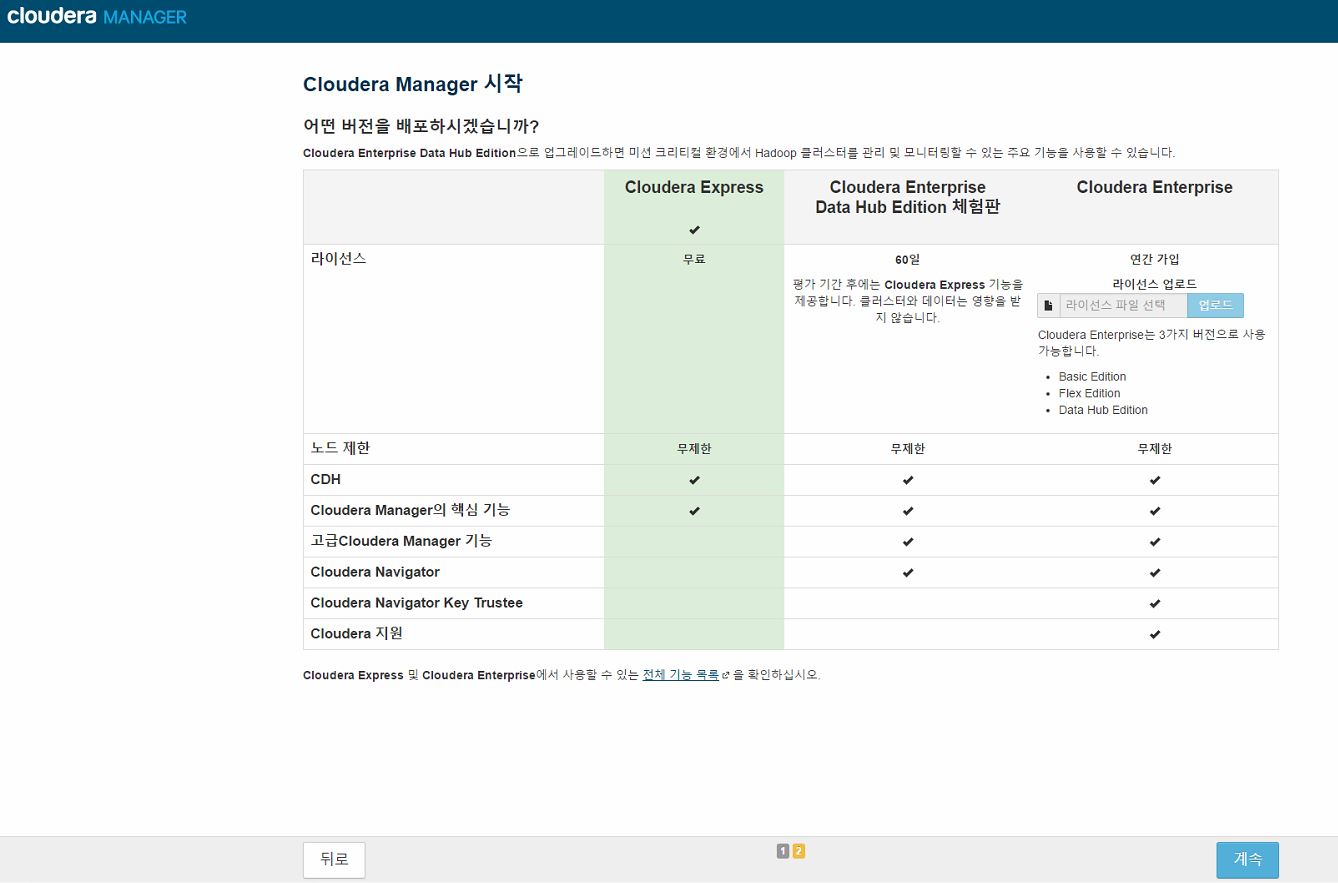 cloudera MANAGER
Cloudera Manager 시작
어떤 버전을 배포하시겠습니까?
Cloudera Enterprise Data Hub Edition으로 업그레이드하면 미션 크리티컬 환경에서 Hadoop 클러스터를 관리 및 모니터링할 수 있는 주요 기능을 사용할 수 있습니다.
Cloudera Express
Cloudera Enterprise
Data Hub Edition 체험판
Cloudera Enterprise
라이선스
무료
60일
평가 기간 후에는 Cloudera Express 기능을
제공합니다. 클러스터와 데이터는 영향을 받
지 않습니다.
연간 가입
라이선스 업로드
라이선스 파일 선택 업로드
Cloudera Enterprise는 3가지 버전으로 사용
가능합니다.
• Basic Edition
• Flex Edition
• Data Hub Edition
노드 제한 무제한 무제한 무제한
CDH ✔ ✔ ✔
Cloudera Manager의 핵심 기능 ✔ ✔ ✔
고급Cloudera Manager 기능 ✔ ✔
Cloudera Navigator ✔ ✔
Cloudera Navigator Key Trustee ✔
Cloudera 지원 ✔
Cloudera Express 및 Cloudera Enterprise에서 사용할 수 있는 전체 기능 목록 을 확인하십시오.
뒤로 1 2 계속